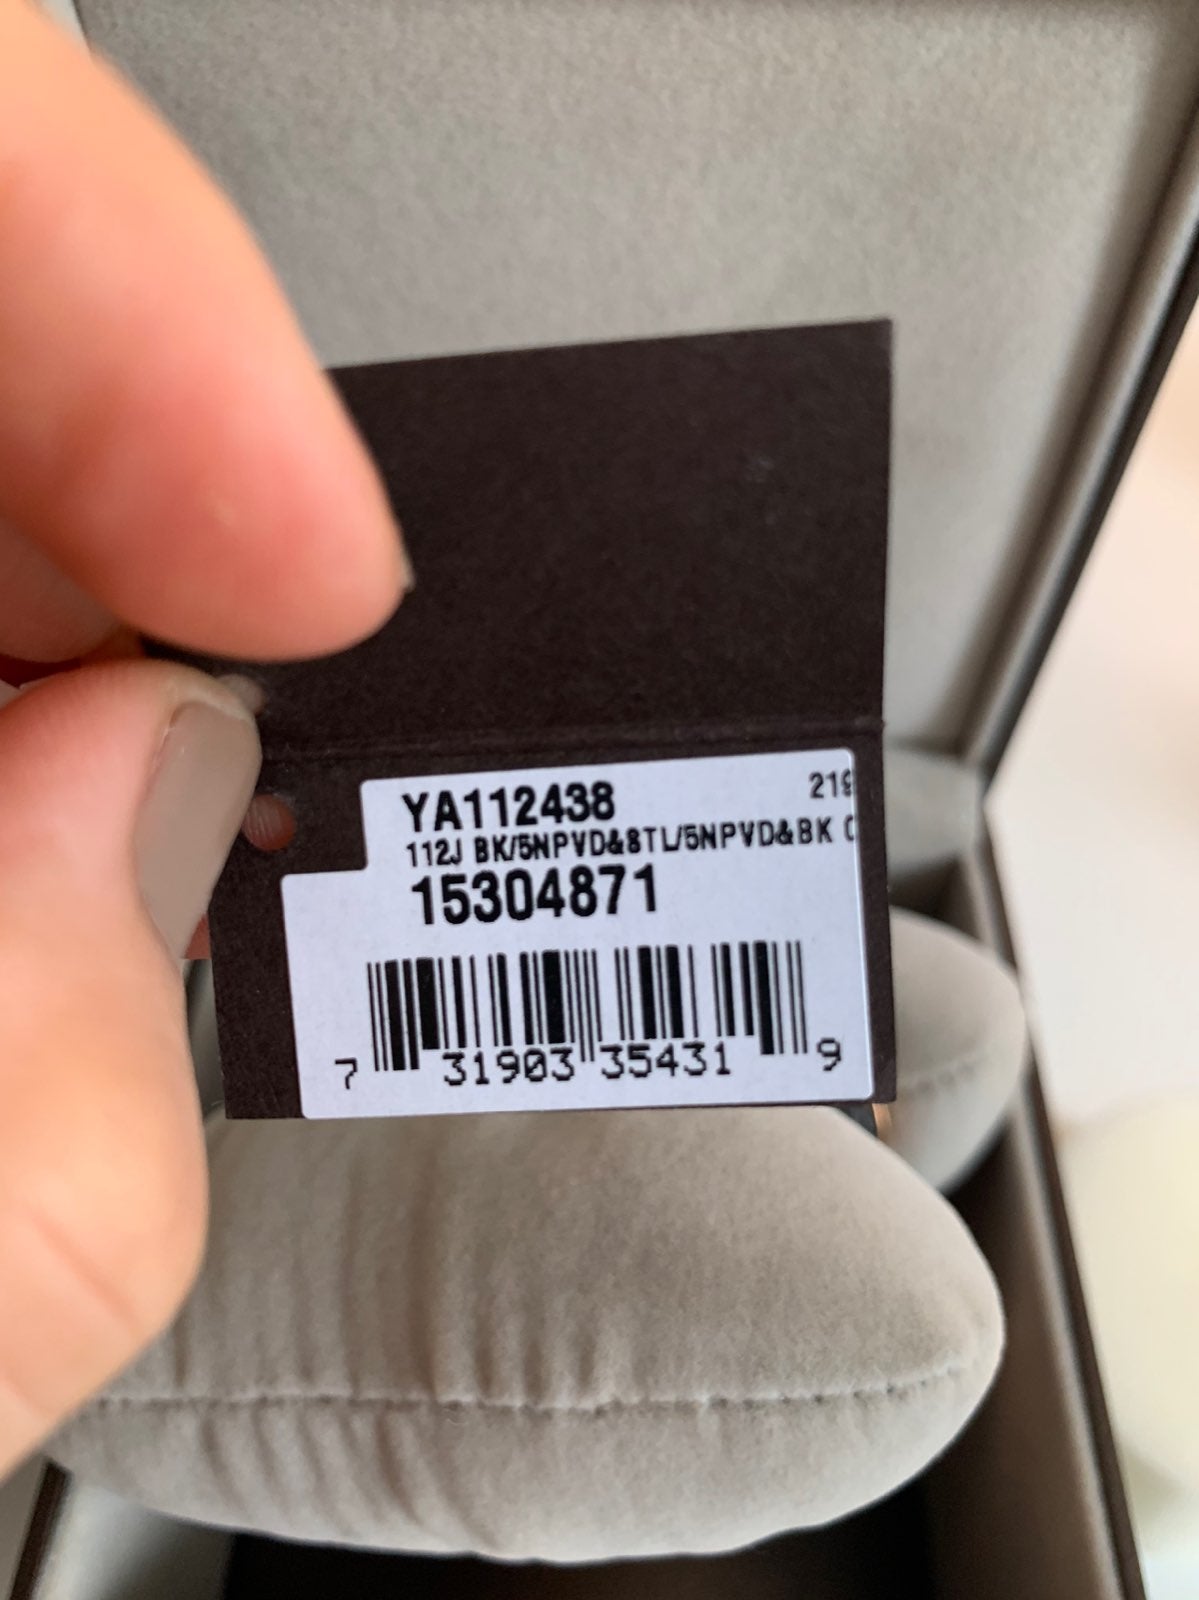 YA112438 219
112J BK/5NPVD&8TL/5NPVD&BK
15304871
7 31903 35431 9